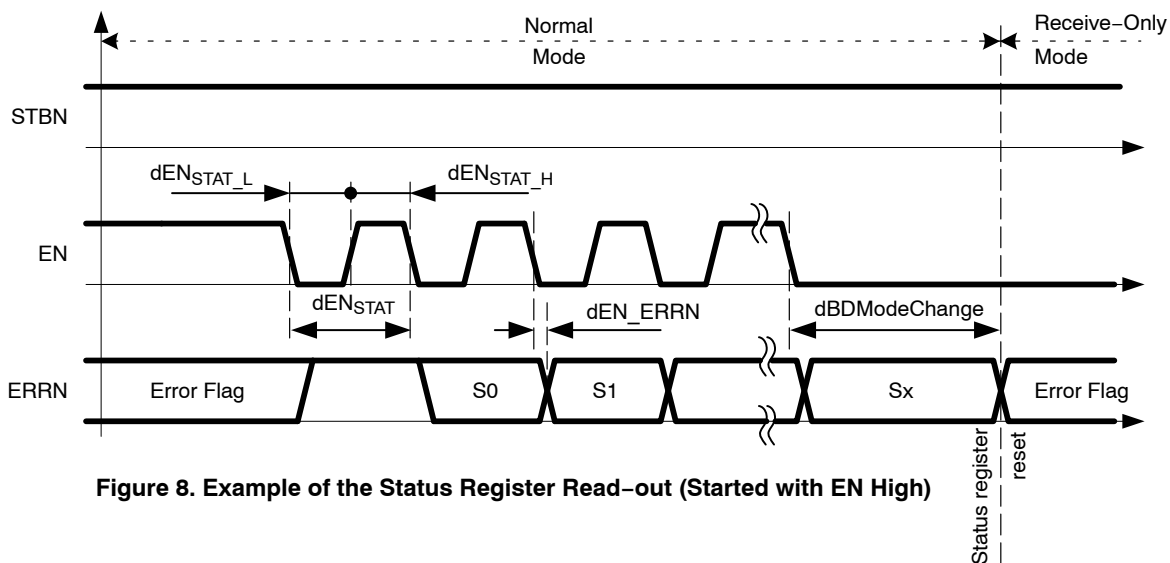 Normal
Mode
Receive−Only
Mode
STBN
dENSTAT_L
dENSTAT_H
EN
dENSTAT
dEN_ERRN
dBDModeChange
ERRN
Error Flag
S0
S1
Sx
Error Flag
Status register
reset
Figure 8. Example of the Status Register Read−out (Started with EN High)